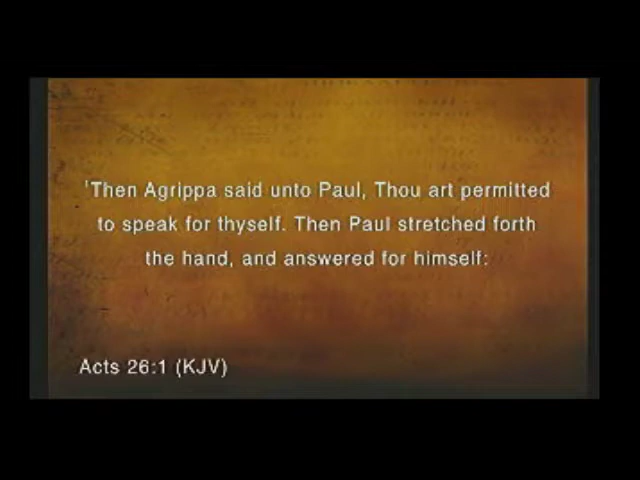 ¹Then Agrippa said unto Paul, Thou art permitted
to speak for thyself. Then Paul stretched forth
the hand, and answered for himself:
Acts 26:1 (KJV)